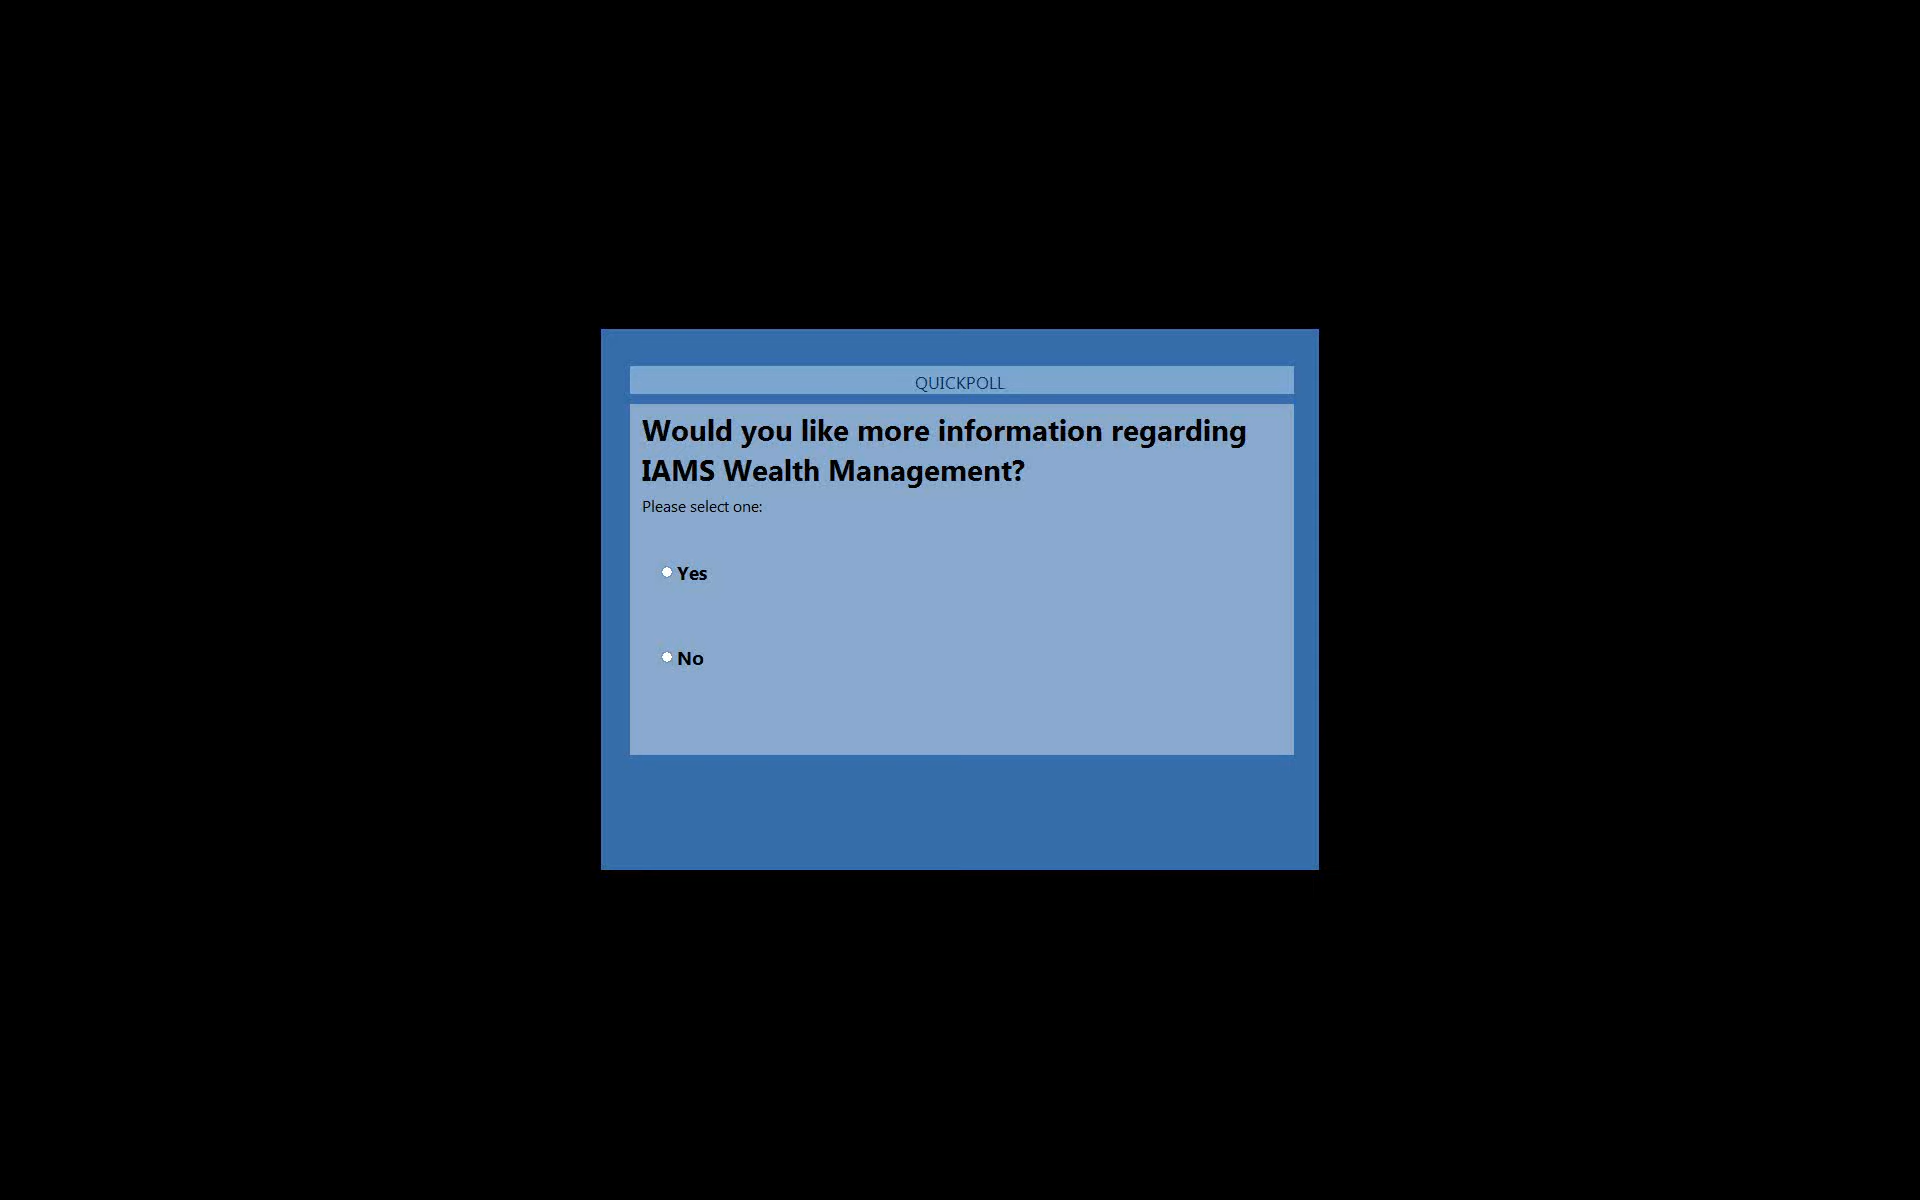 QUICKPOLL
Would you like more information regarding
IAMS Wealth Management?
Please select one:
Yes
No